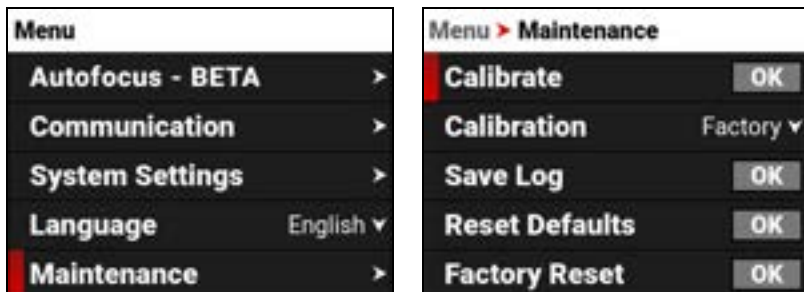 Menu
Autofocus - BETA
Communication
System Settings
Language English
Maintenance
Menu > Maintenance
Calibrate OK
Calibration Factory
Save Log OK
Reset Defaults OK
Factory Reset OK